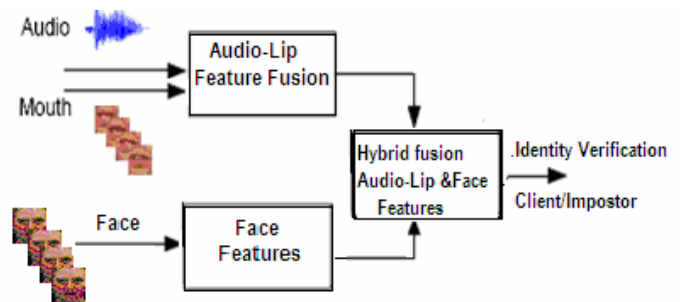 Audio
Audio-Lip
Feature Fusion
Mouth
Hybrid fusion
Audio-Lip &Face
Features
.Identity Verification
Client/Impostor
Face
Face
Features